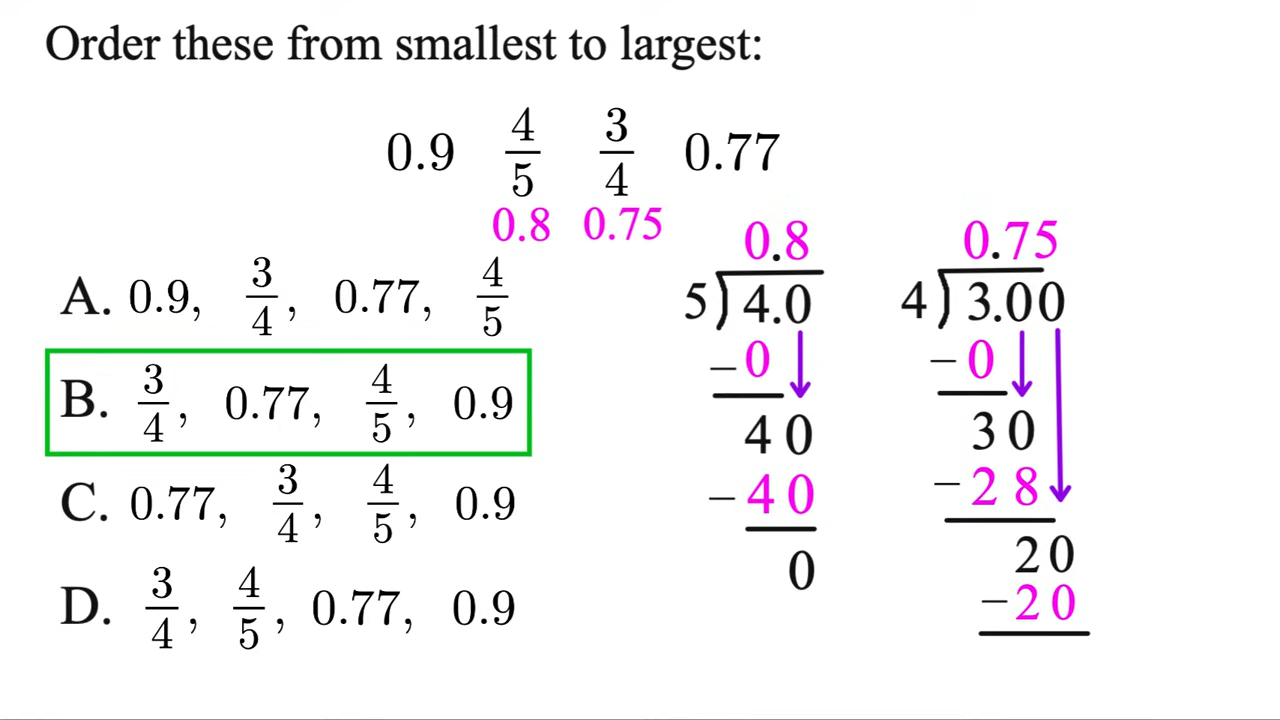 Order these from smallest to largest:
0.9 4/5 3/4 0.77
0.8 0.75
A. 0.9, 3/4, 0.77, 4/5
B. 3/4, 0.77, 4/5, 0.9
C. 0.77, 3/4, 4/5, 0.9
D. 3/4, 4/5, 0.77, 0.9
0.8
5)4.0
−0
40
−40
0
0.75
4)3.00
−0
30
−28
20
−20